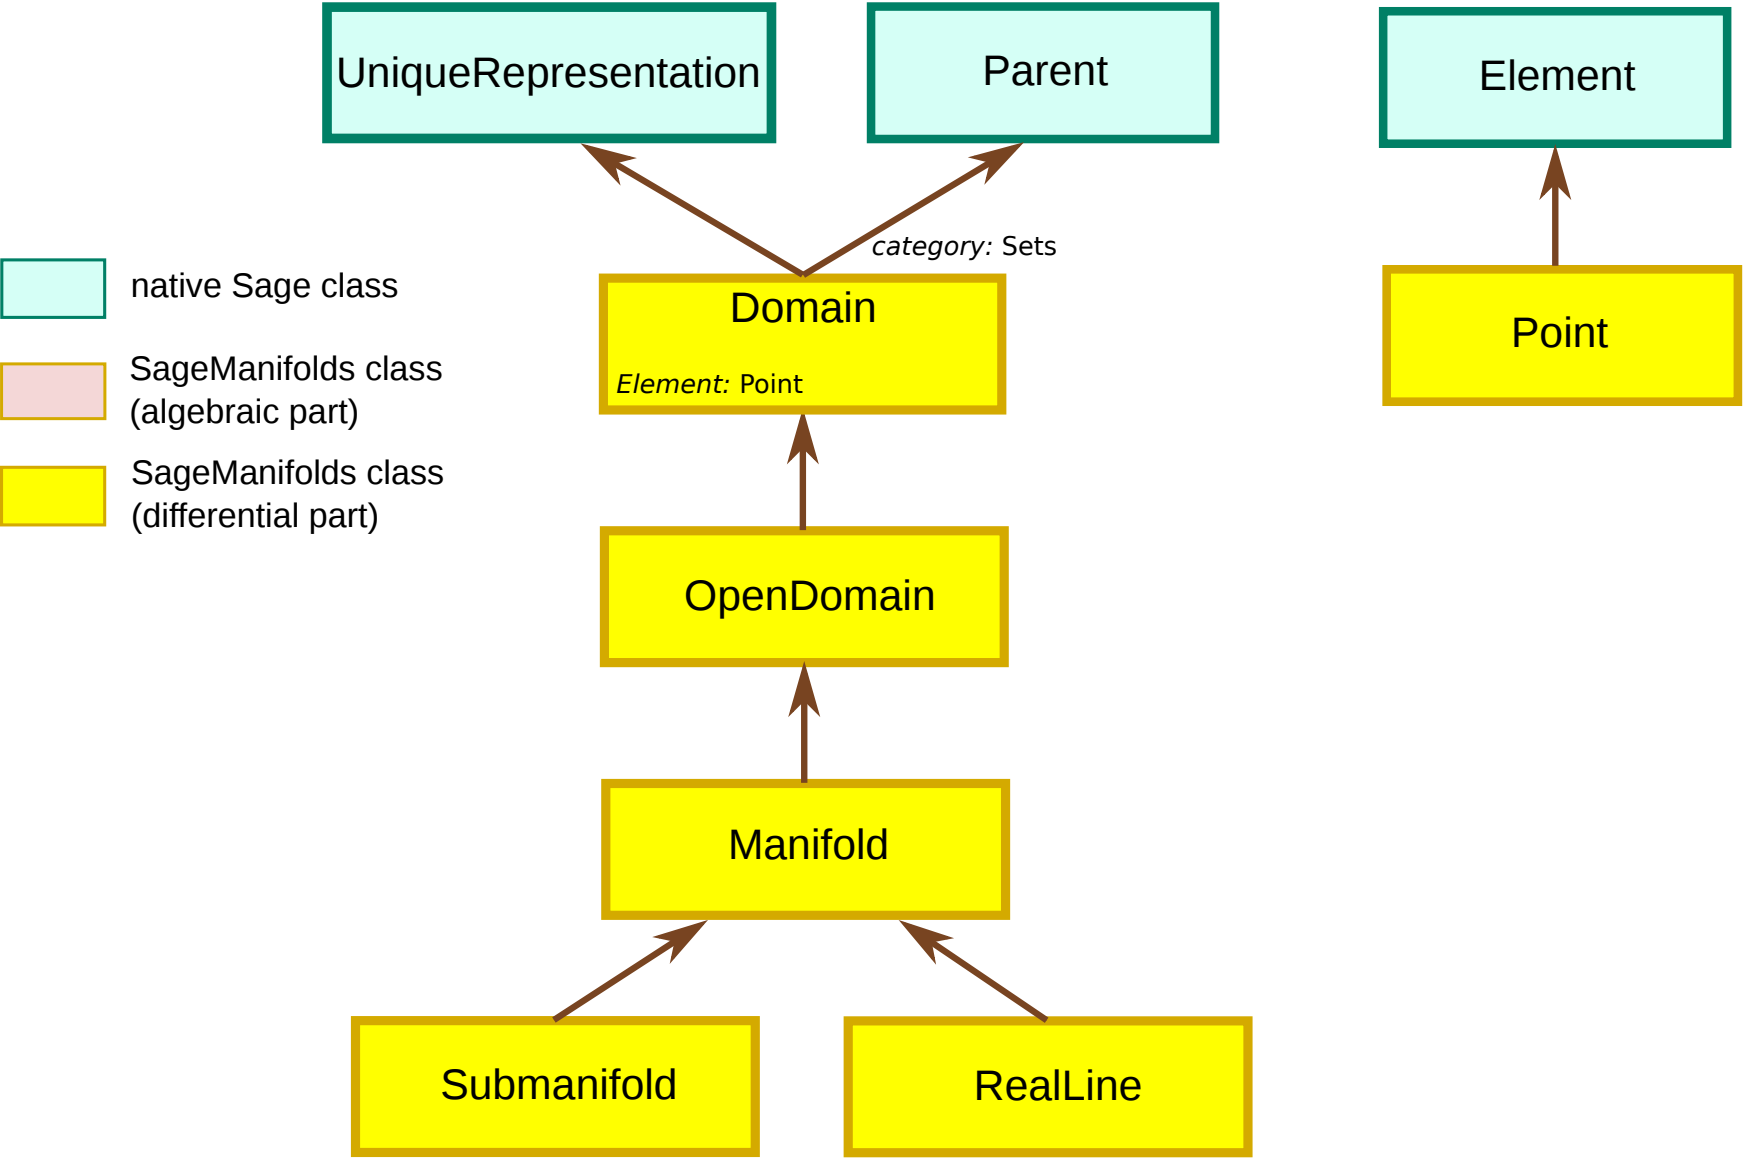 UniqueRepresentation
Parent
Element
category: Sets
native Sage class
Domain
Element: Point
Point
SageManifolds class
(algebraic part)
SageManifolds class
(differential part)
OpenDomain
Manifold
Submanifold
RealLine